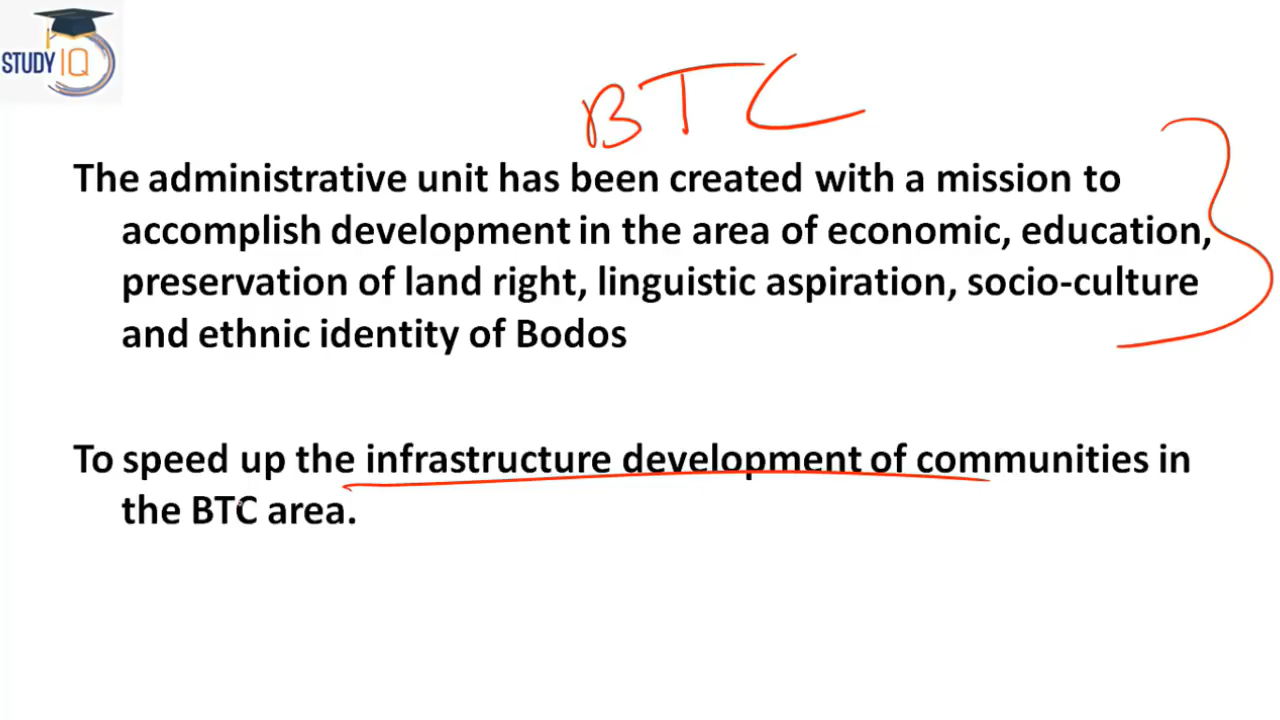 STUDY IQ
BTC
The administrative unit has been created with a mission to
accomplish development in the area of economic, education,
preservation of land right, linguistic aspiration, socio-culture
and ethnic identity of Bodos
To speed up the infrastructure development of communities in
the BTC area.